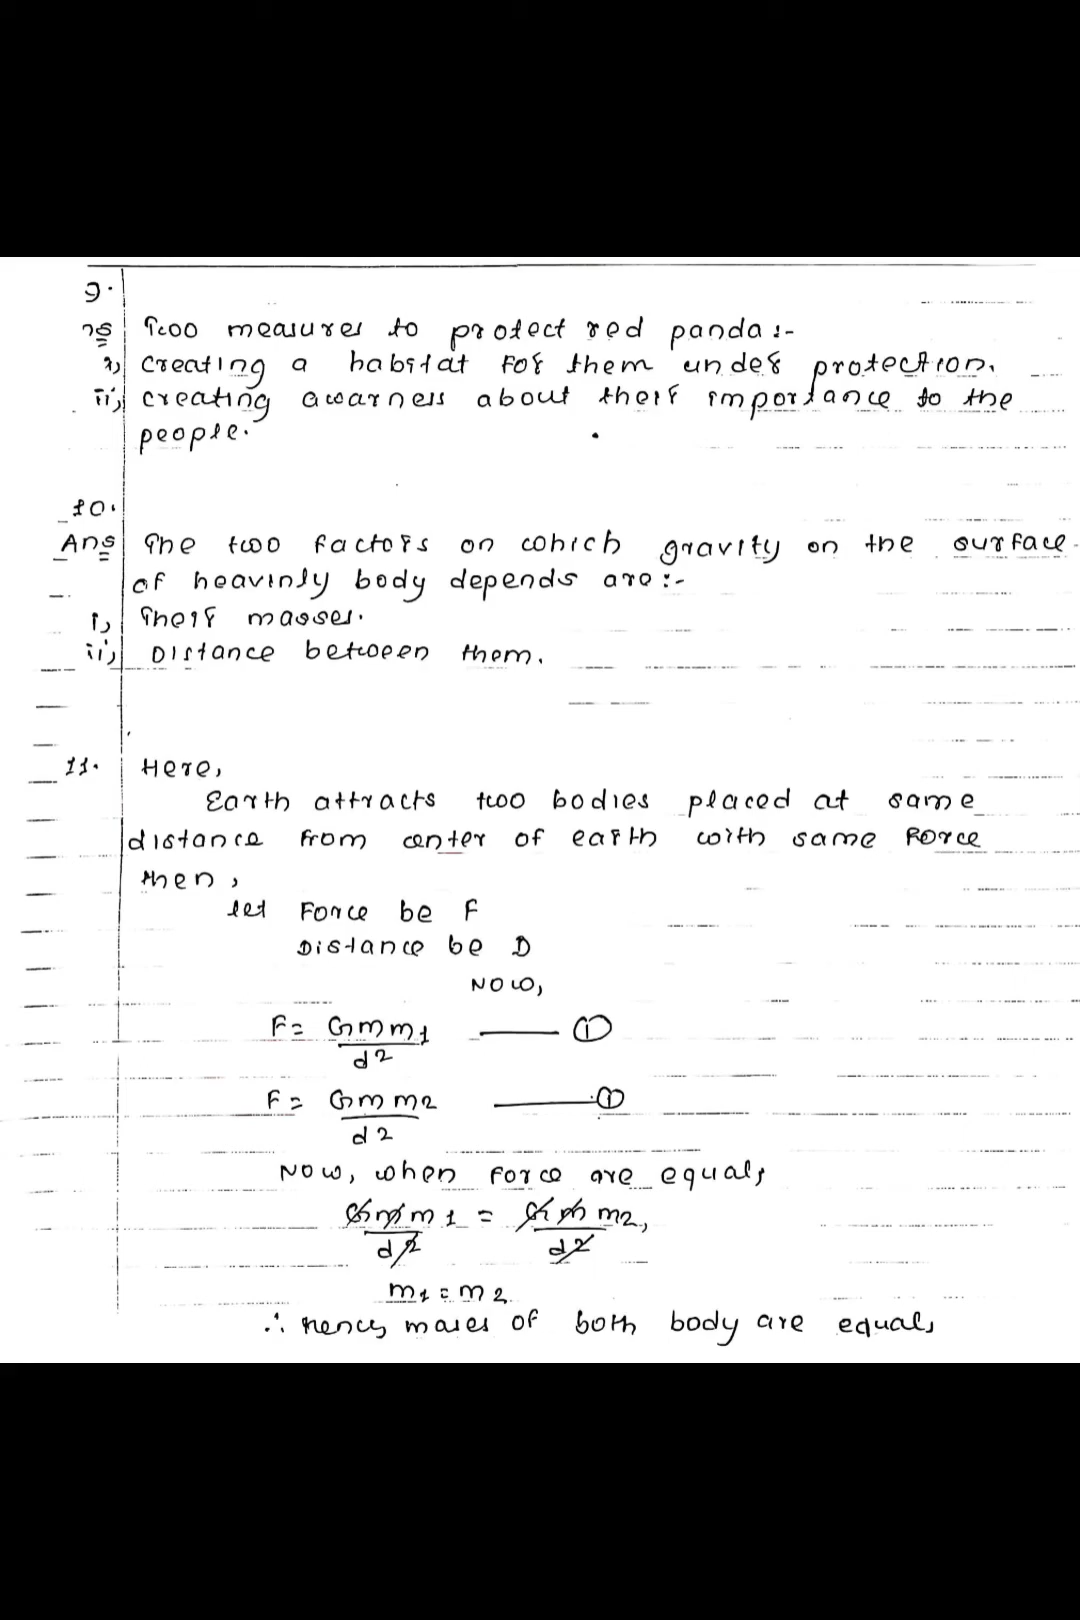 9.
ns Two measures to protect red panda:-
i) creating a habitat for them under protection.
ii) creating awarness about their importance to the
people.
10.
Ans The two factors on which gravity on the surface
of heavinly body depends are:-
i) Their masses.
ii) Distance between them.
11. Here,
Earth attracts two bodies placed at same
distance from center of earth with same Force
then,
let Force be F
Distance be D
Now,
F = GMm1/d2 —— ①
F = GMm2/d2 —— ①
Now, when Force are equal,
GMm1/d2 = GMm2/d2,
m1 = m2
∴ Hence, mases of both body are equal,